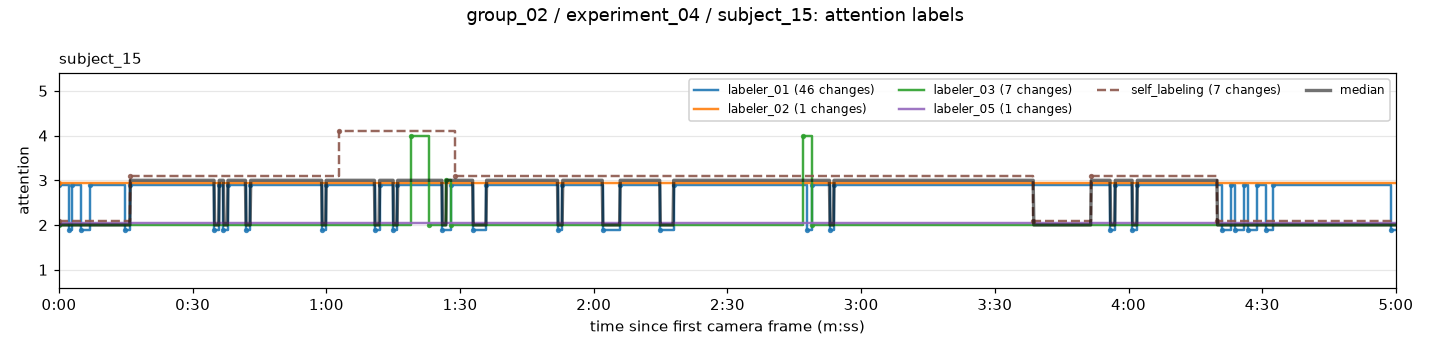 group_02 / experiment_04 / subject_15: attention labels
subject_15
labeler_01 (46 changes)
labeler_02 (1 changes)
labeler_03 (7 changes)
labeler_05 (1 changes)
self_labeling (7 changes)
median
attention
5
4
3
2
1
0:00 0:30 1:00 1:30 2:00 2:30 3:00 3:30 4:00 4:30 5:00
time since first camera frame (m:ss)